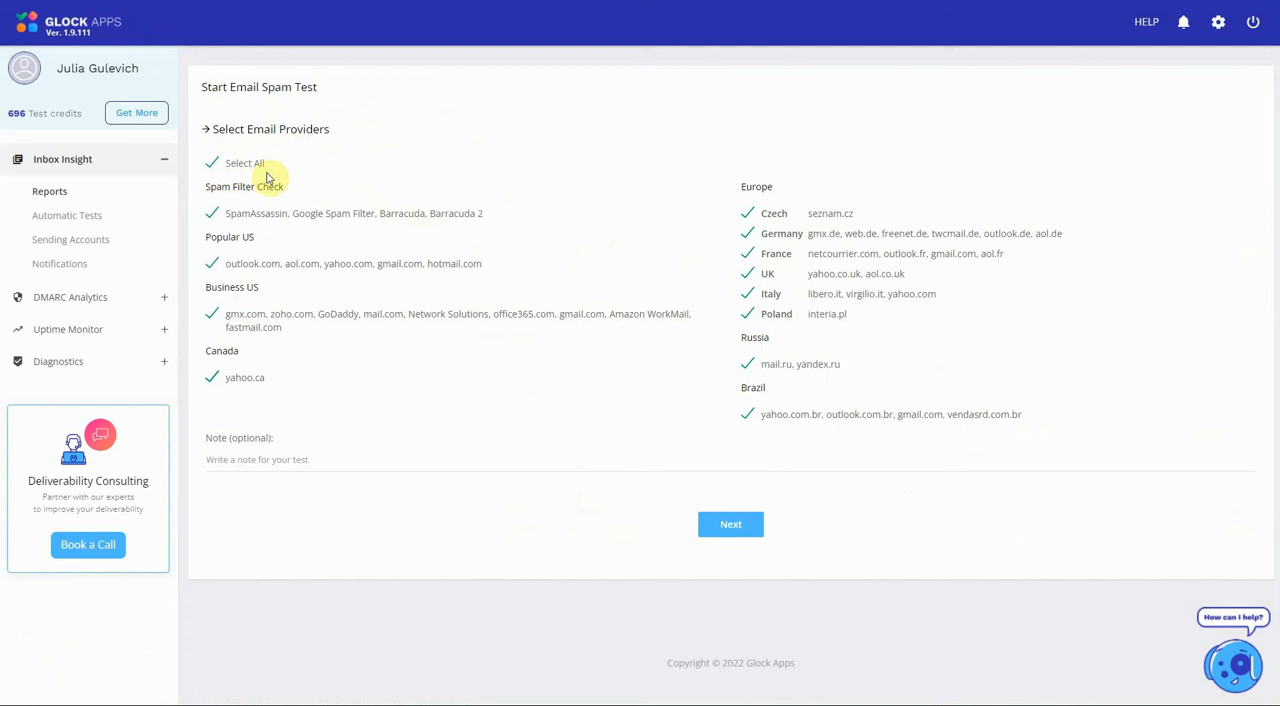 GLOCK APPS
Ver. 1.9.111
HELP
Julia Gulevich
696 Test credits
Get More
Inbox Insight
Reports
Automatic Tests
Sending Accounts
Notifications
DMARC Analytics
Uptime Monitor
Diagnostics
Deliverability Consulting
Partner with our experts
to improve your deliverability
Book a Call
Start Email Spam Test
Select Email Providers
Select All
Spam Filter Check
SpamAssassin, Google Spam Filter, Barracuda, Barracuda 2
Popular US
outlook.com, aol.com, yahoo.com, gmail.com, hotmail.com
Business US
gmx.com, zoho.com, GoDaddy, mail.com, Network Solutions, office365.com, gmail.com, Amazon WorkMail,
fastmail.com
Canada
yahoo.ca
Europe
Czech seznam.cz
Germany gmx.de, web.de, freenet.de, twcmail.de, outlook.de, aol.de
France netcourrier.com, outlook.fr, gmail.com, aol.fr
UK yahoo.co.uk, aol.co.uk
Italy libero.it, virgilio.it, yahoo.com
Poland interia.pl
Russia
mail.ru, yandex.ru
Brazil
yahoo.com.br, outlook.com.br, gmail.com, vendasrd.com.br
Note (optional):
Write a note for your test
Next
How can I help?
Copyright © 2022 Glock Apps